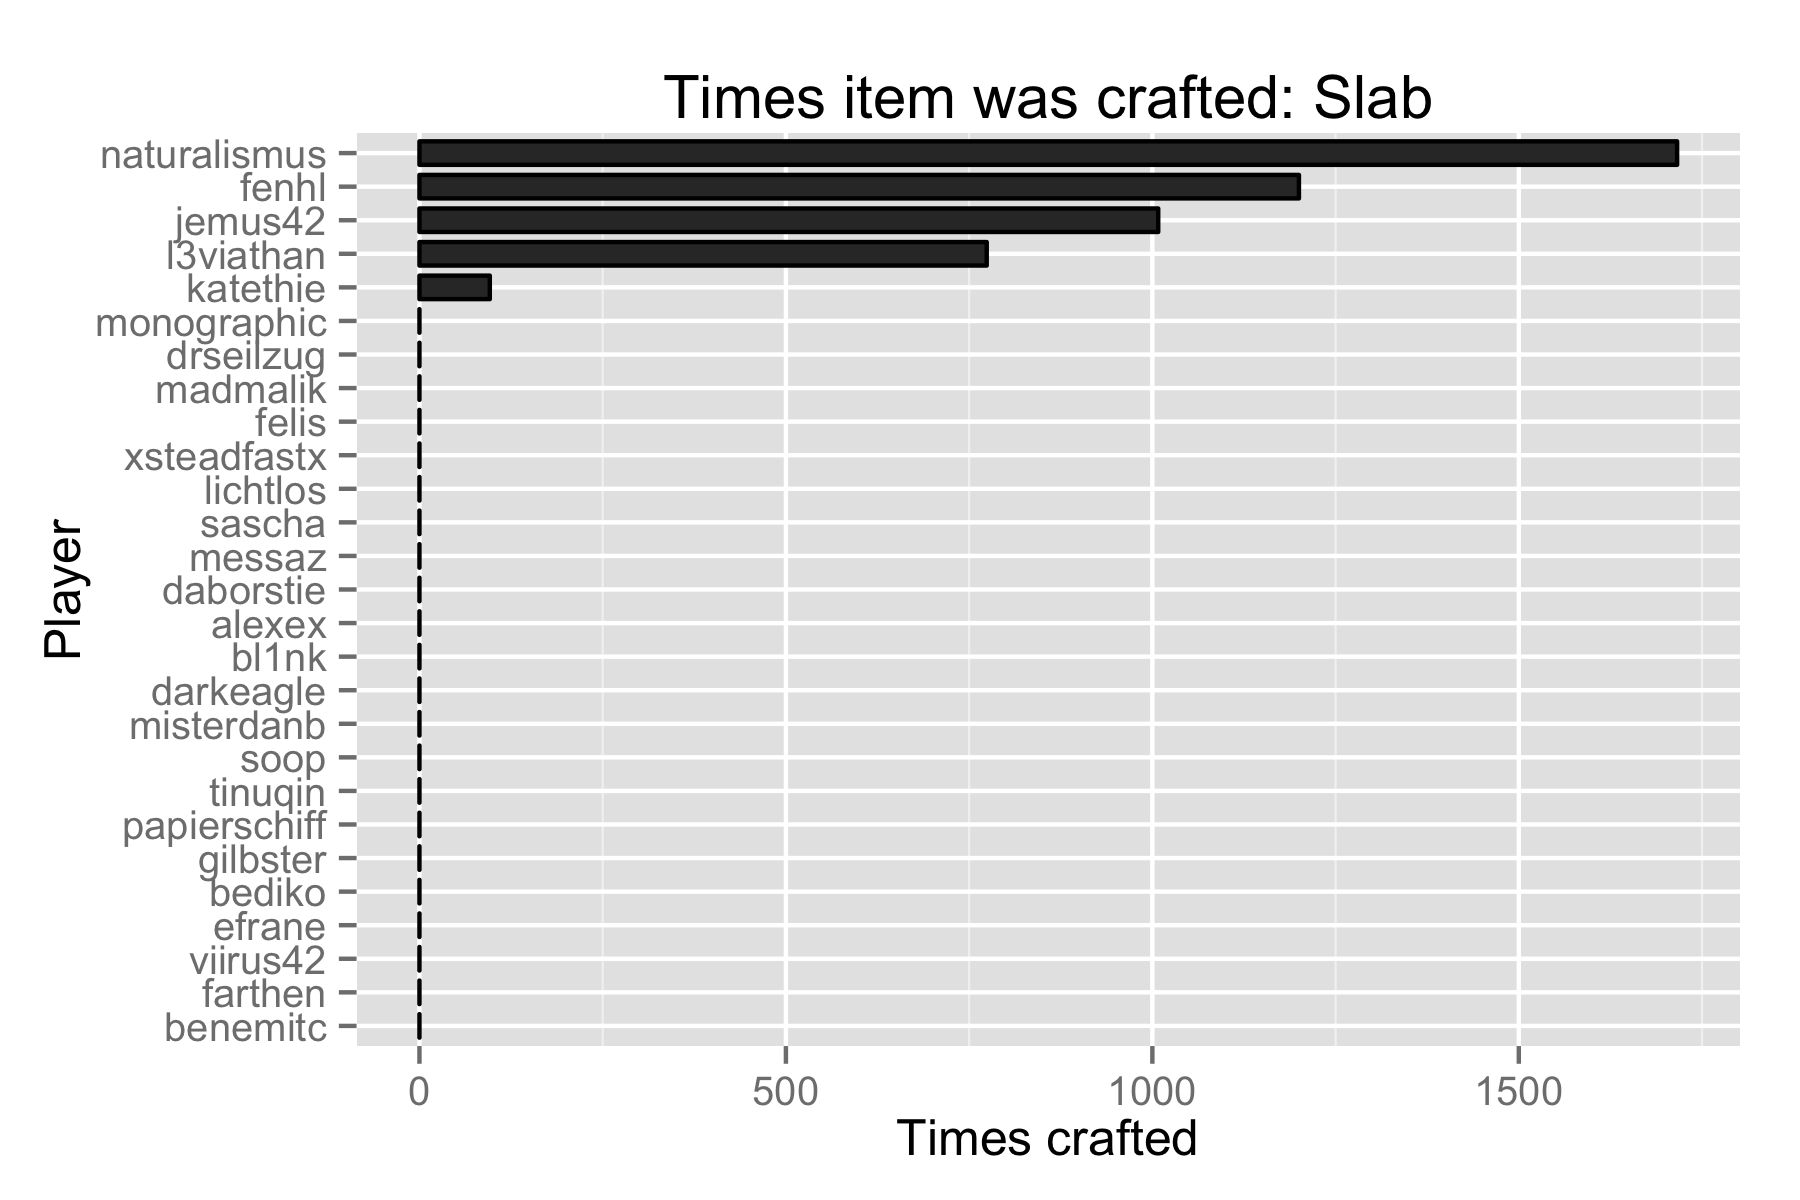 Times item was crafted: Slab
naturalismus
fenhl
jemus42
l3viathan
katethie
monographic
drseilzug
madmalik
felis
xsteadfastx
lichtlos
sascha
messaz
daborstie
alexex
bl1nk
darkeagle
misterdanb
soop
tinuqin
papierschiff
gilbster
bediko
efrane
viirus42
farthen
benemitc
Player
0 500 1000 1500
Times crafted